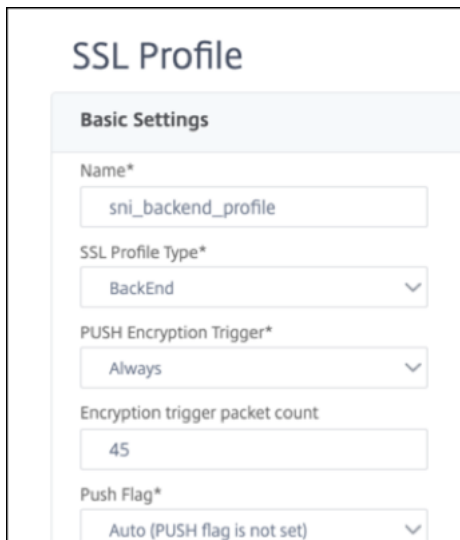 SSL Profile
Basic Settings
Name*
sni_backend_profile
SSL Profile Type*
BackEnd
PUSH Encryption Trigger*
Always
Encryption trigger packet count
45
Push Flag*
Auto (PUSH flag is not set)